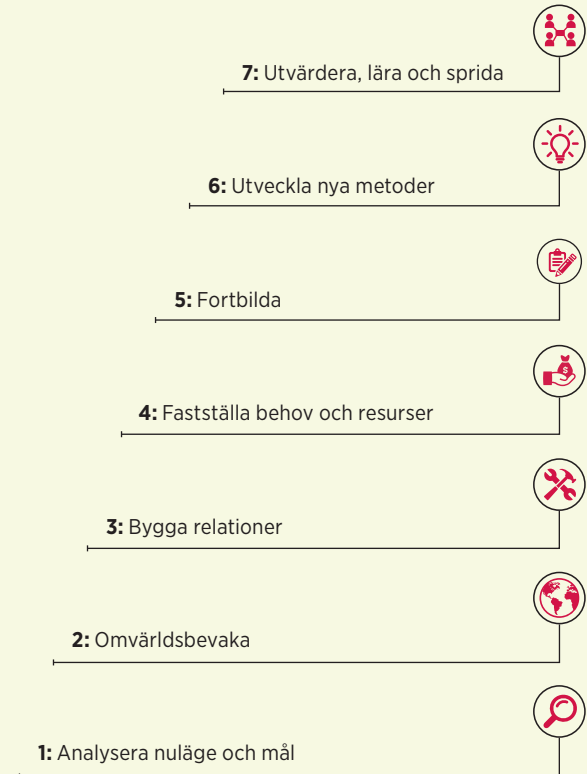 7: Utvärdera, lära och sprida
6: Utveckla nya metoder
5: Fortbilda
4: Fastställa behov och resurser
3: Bygga relationer
2: Omvärldsbevaka
1: Analysera nuläge och mål